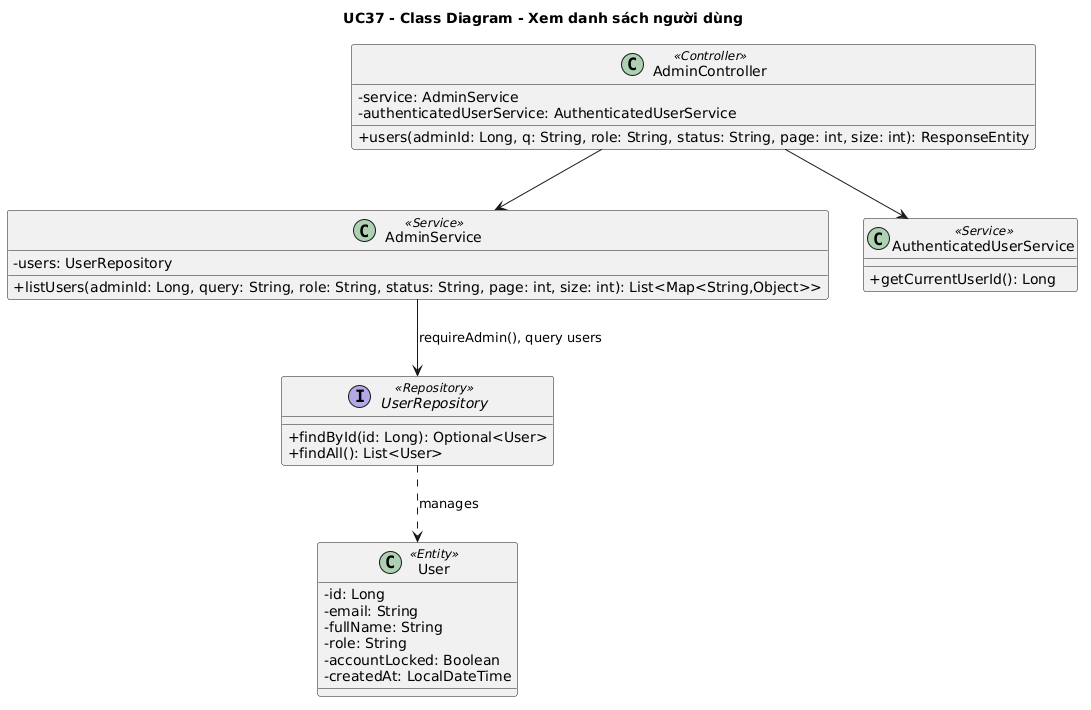 UC37 - Class Diagram - Xem danh sách người dùng
C
«Controller»
AdminController
-service: AdminService
-authenticatedUserService: AuthenticatedUserService
+users(adminId: Long, q: String, role: String, status: String, page: int, size: int): ResponseEntity
C
«Service»
AdminService
-users: UserRepository
+listUsers(adminId: Long, query: String, role: String, status: String, page: int, size: int): List<Map<String,Object>>
C
«Service»
AuthenticatedUserService
+getCurrentUserId(): Long
requireAdmin(), query users
I
«Repository»
UserRepository
+findById(id: Long): Optional<User>
+findAll(): List<User>
manages
C
«Entity»
User
-id: Long
-email: String
-fullName: String
-role: String
-accountLocked: Boolean
-createdAt: LocalDateTime